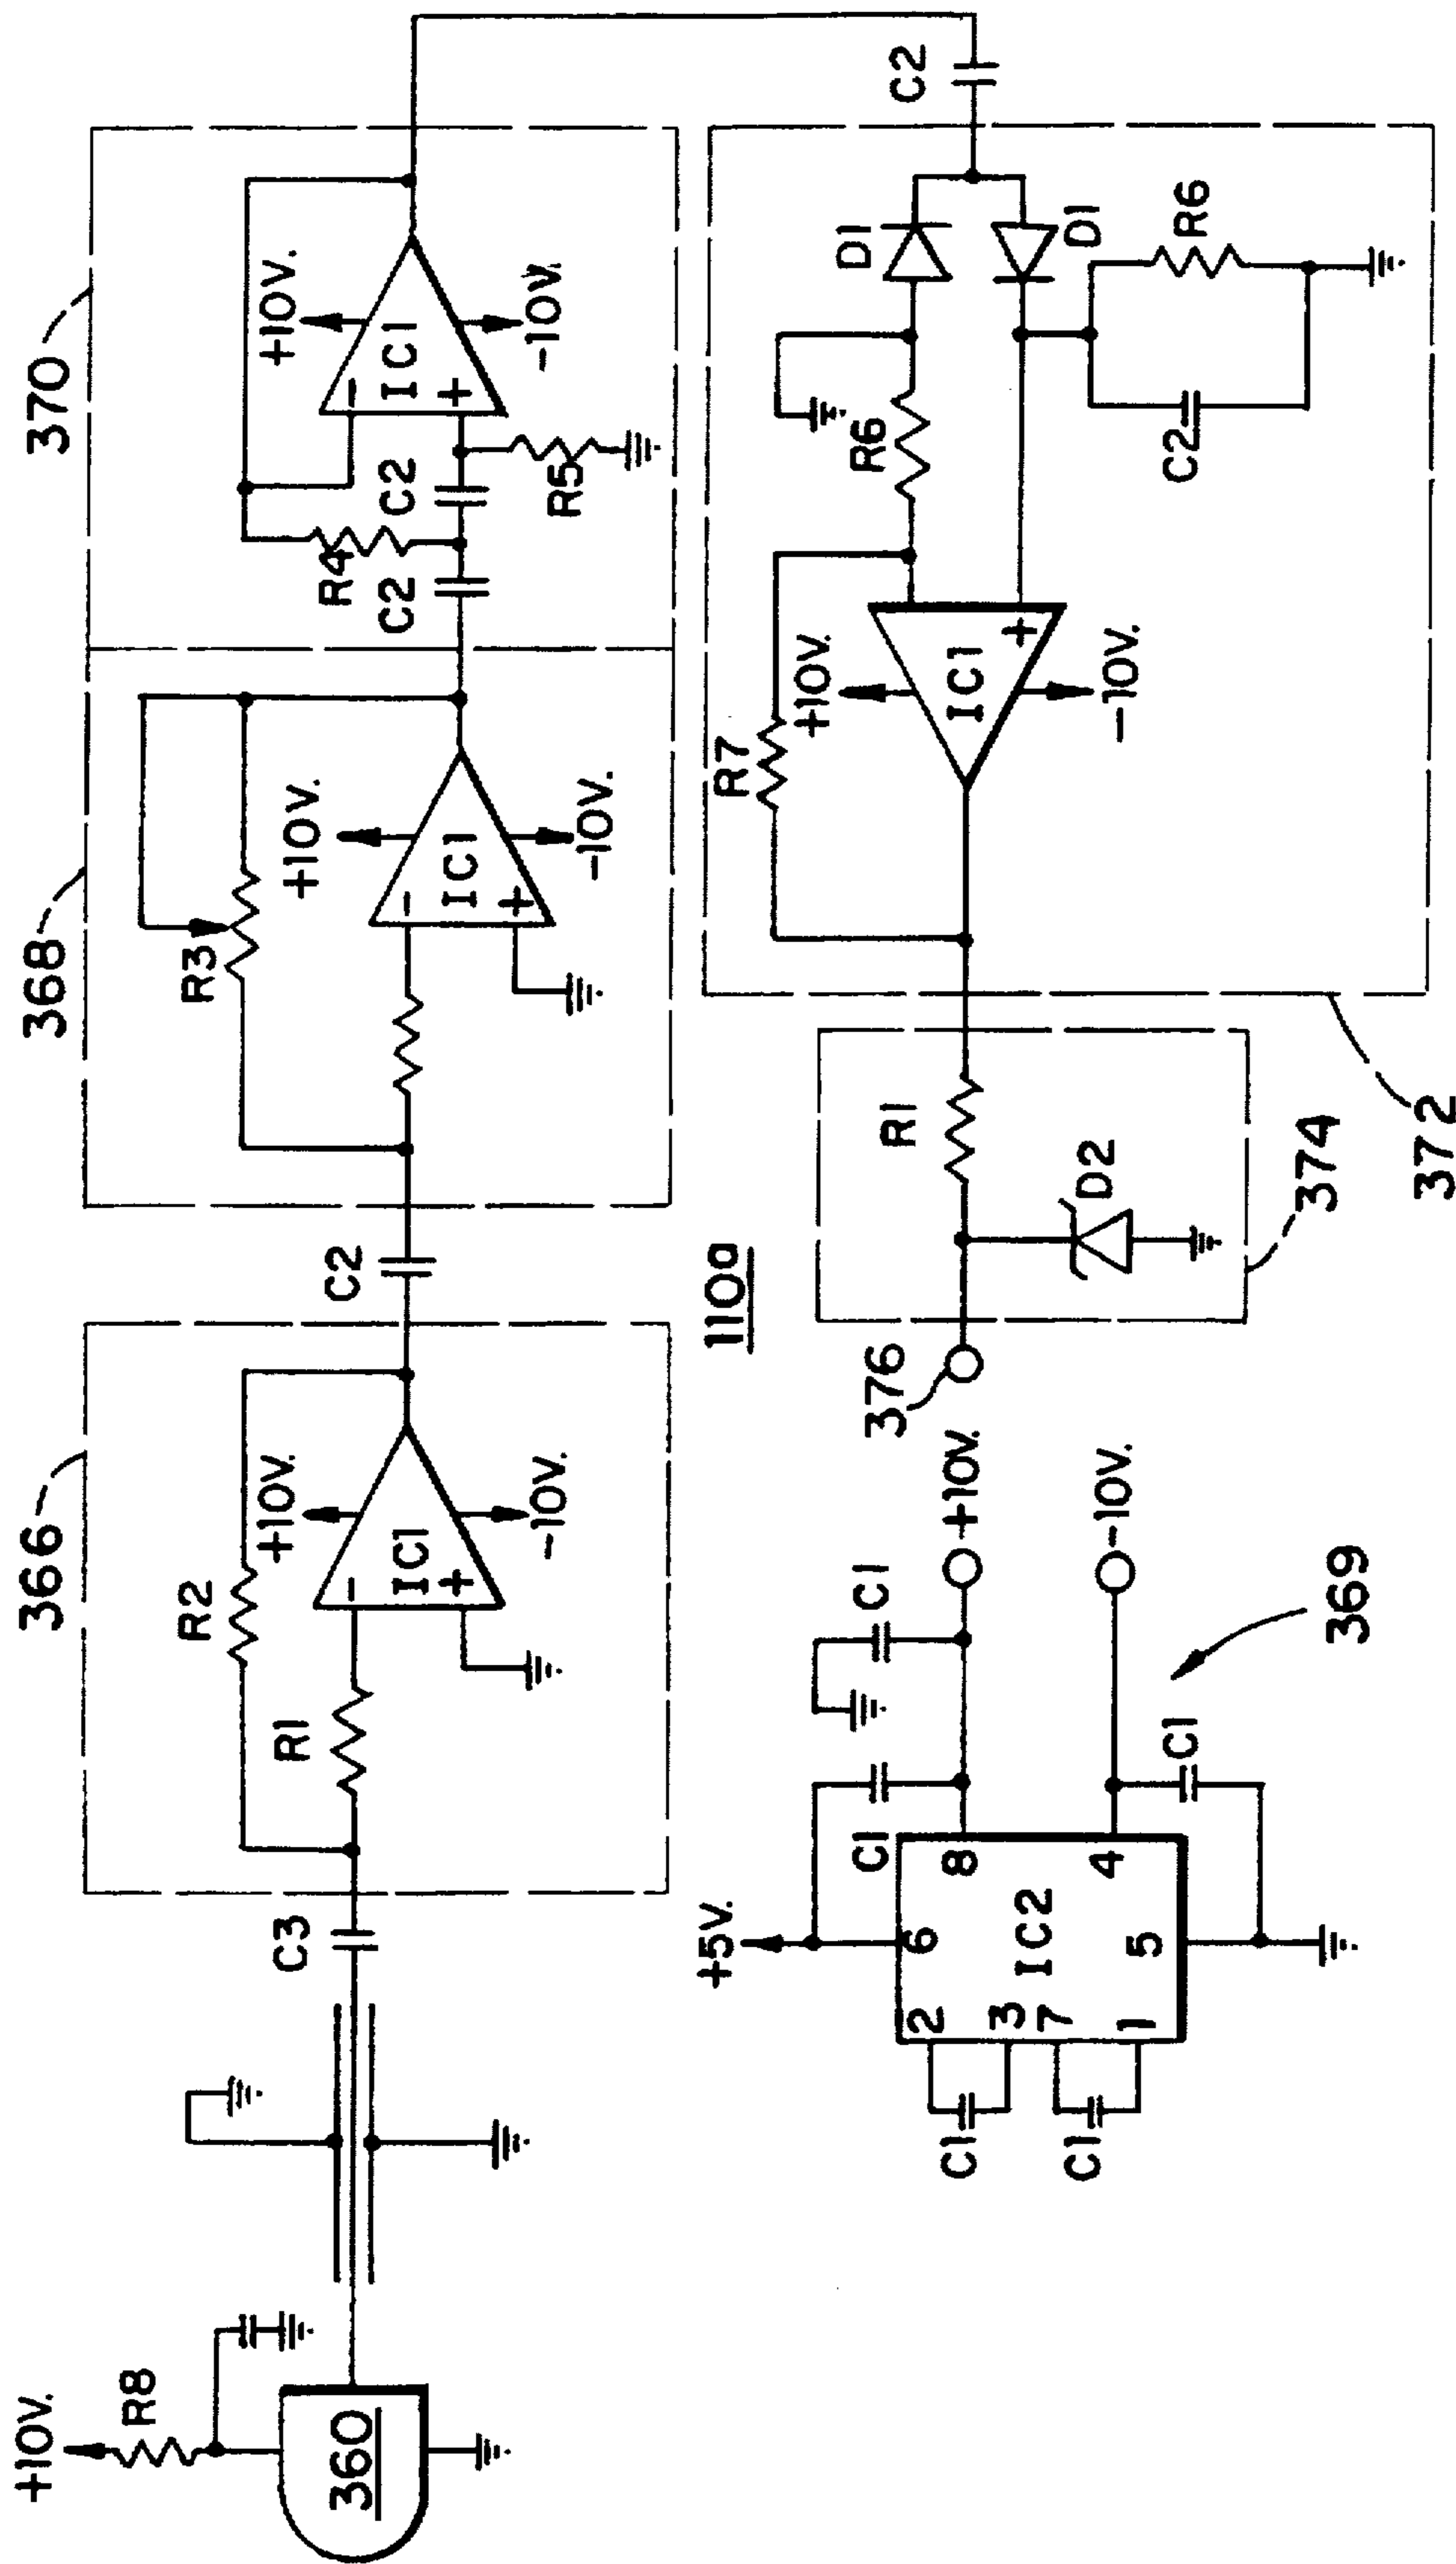 366
368
370
+10V.
R8
360
C3
R1
R2
+10V.
-
IC1
+
-10V.
C2
R3
+10V.
-
IC1
+
-10V.
C2
R4
C2
R5
+10V.
-
IC1
+
-10V.
C2
110a
+5V.
C1
C1
2
3
7
1
6
IC2
5
8
4
C1
C1
C1
+10V.
-10V.
369
376
R1
D2
374
R7
+10V.
IC1
+
-10V.
R6
D1
D1
C2
R6
372